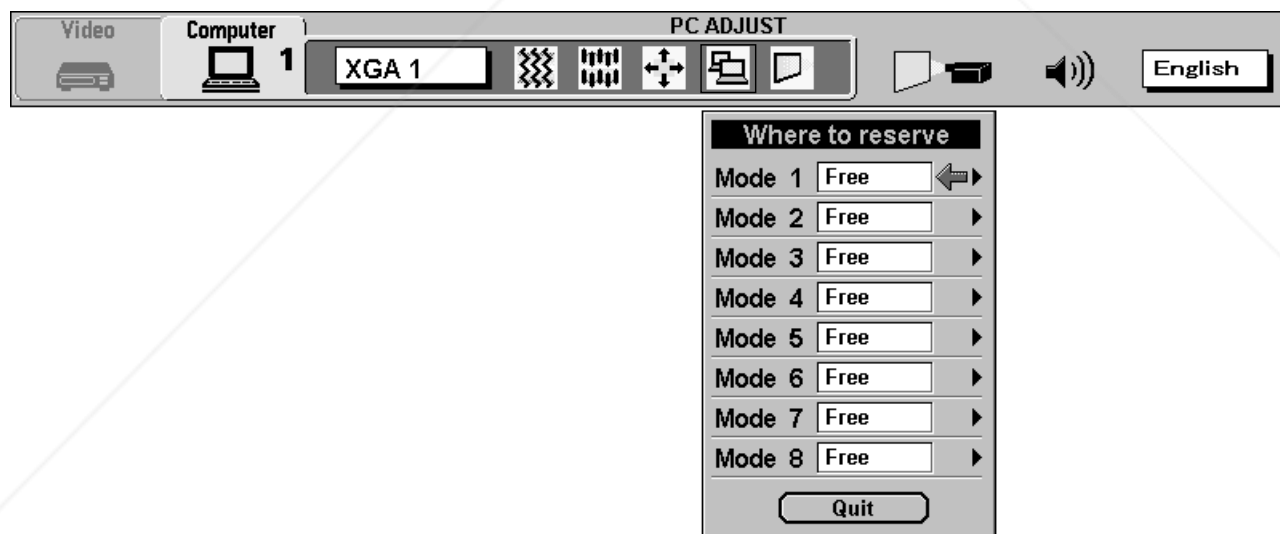 Video
Computer
1
PC ADJUST
XGA 1
English
Where to reserve
Mode 1 Free
Mode 2 Free
Mode 3 Free
Mode 4 Free
Mode 5 Free
Mode 6 Free
Mode 7 Free
Mode 8 Free
Quit